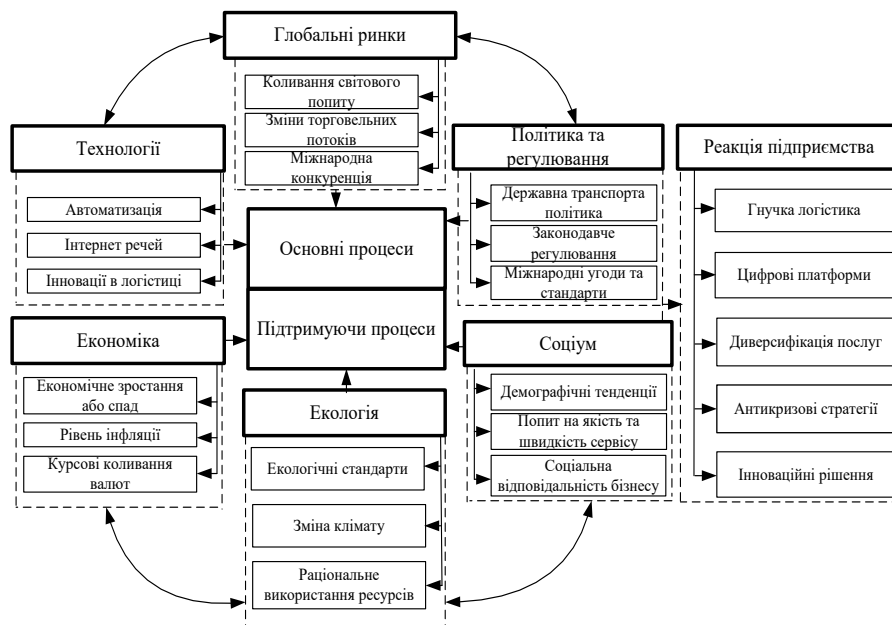 Глобальні ринки
Коливання світового
попиту
Зміни торговельних
потоків
Міжнародна
конкуренція
Технології
Автоматизація
Інтернет речей
Інновації в логістиці
Політика та
регулювання
Державна транспорта
політика
Законодавче
регулювання
Міжнародні угоди та
стандарти
Реакція підприємства
Гнучка логістика
Цифрові платформи
Диверсифікація послуг
Антикризові стратегії
Інноваційні рішення
Основні процеси
Підтримуючи процеси
Економіка
Економічне зростання
або спад
Рівень інфляції
Курсові коливання
валют
Екологія
Екологічні стандарти
Зміна клімату
Раціональне
використання ресурсів
Соціум
Демографічні тенденції
Попит на якість та
швидкість сервісу
Соціальна
відповідальність бізнесу